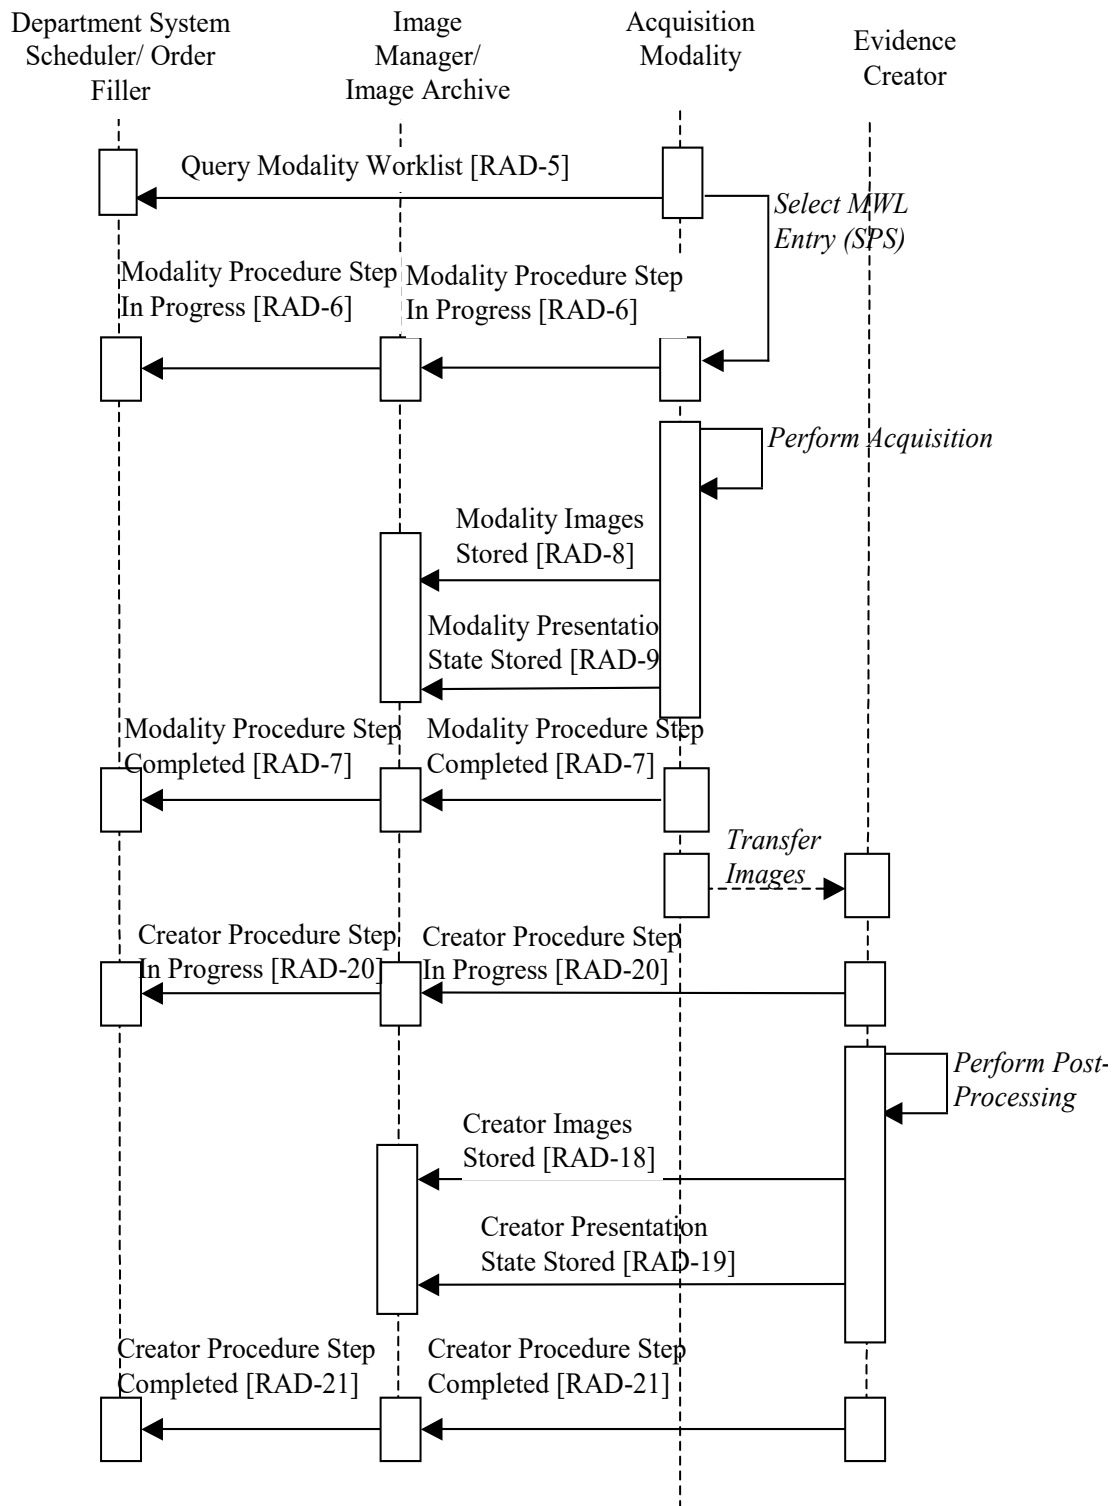 Department System
Scheduler/ Order
Filler
Image
Manager/
Image Archive
Acquisition
Modality
Evidence
Creator
Query Modality Worklist [RAD-5]
Select MWL
Entry (SPS)
Modality Procedure Step
In Progress [RAD-6]
Modality Procedure Step
In Progress [RAD-6]
Perform Acquisition
Modality Images
Stored [RAD-8]
Modality Presentatio
State Stored [RAD-9
Modality Procedure Step
Completed [RAD-7]
Modality Procedure Step
Completed [RAD-7]
Transfer
Images
Creator Procedure Step
In Progress [RAD-20]
Creator Procedure Step
In Progress [RAD-20]
Perform Post-
Processing
Creator Images
Stored [RAD-18]
Creator Presentation
State Stored [RAD-19]
Creator Procedure Step
Completed [RAD-21]
Creator Procedure Step
Completed [RAD-21]